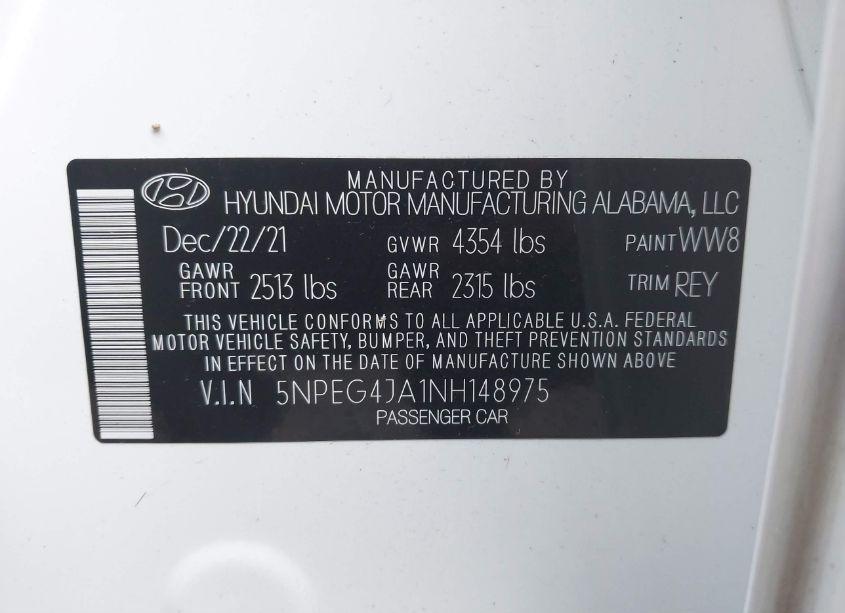 MANUFACTURED BY
HYUNDAI MOTOR MANUFACTURING ALABAMA, LLC
Dec/22/21 GVWR 4354 lbs PAINT WW8
GAWR FRONT 2513 lbs GAWR REAR 2315 lbs TRIM REY
THIS VEHICLE CONFORMS TO ALL APPLICABLE U.S.A. FEDERAL
MOTOR VEHICLE SAFETY, BUMPER, AND THEFT PREVENTION STANDARDS
IN EFFECT ON THE DATE OF MANUFACTURE SHOWN ABOVE
V.I.N 5NPEG4JA1NH148975
PASSENGER CAR